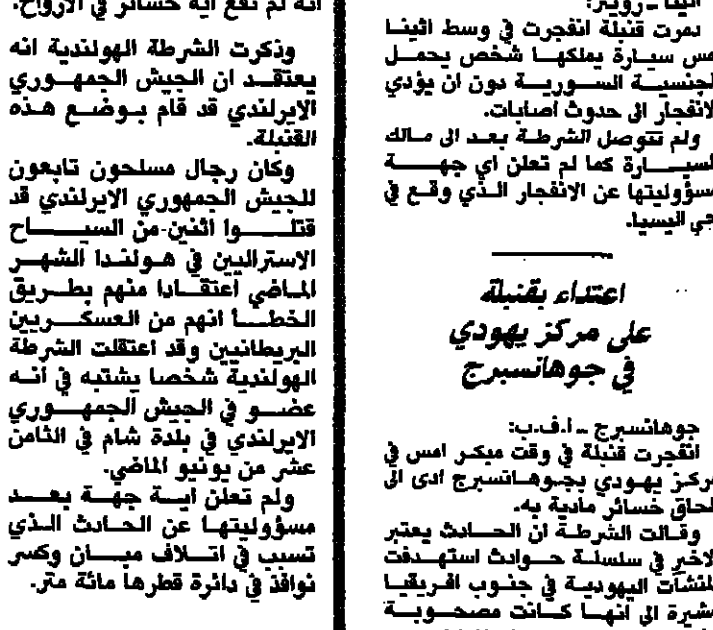 اثينا ـ رويتر:
دمرت قنبلة انفجرت في وسط اثينا
امس سيارة يملكها شخص يحمل
الجنسية السورية دون ان يؤدي
الانفجار الى حدوث اصابات.
ولم تتوصل الشرطة بعد الى مالك
السيارة كما لم تعلن اي جهة
مسؤوليتها عن الانفجار الذي وقع في
حي اليسيا.
اعتداء بقنبلة
على مركز يهودي
في جوهانسبرج
جوهانسبرج ـ أ.ف.ب:
انفجرت قنبلة في وقت مبكر امس في
مركز يهودي بجوهانسبرج ادى الى
الحاق خسائر مادية به.
وقالت الشرطة ان الحادث يعتبر
الاخير في سلسلة حوادث استهدفت
المنشآت اليهودية في جنوب افريقيا
مشيرة الى انها كانت مصحوبة
انه لم تقع اية خسائر في الارواح.
وذكرت الشرطة الهولندية انه
يعتقد ان الجيش الجمهوري
الايرلندي قد قام بوضع هذه
القنبلة.
وكان رجال مسلحون تابعون
للجيش الجمهوري الايرلندي قد
قتلوا اثنين من السياح
الاستراليين في هولندا الشهر
الماضي اعتقادا منهم بطريق
الخطأ انهم من العسكريين
البريطانيين وقد اعتقلت الشرطة
الهولندية شخصا يشتبه في أنه
عضو في الجيش الجمهوري
الايرلندي في بلدة شام في الثامن
عشر من يونيو الماضي.
ولم تعلن اية جهة بعد
مسؤوليتها عن الحادث الذي
تسبب في اتلاف مبان وكسر
نوافذ في دائرة قطرها مائة متر.